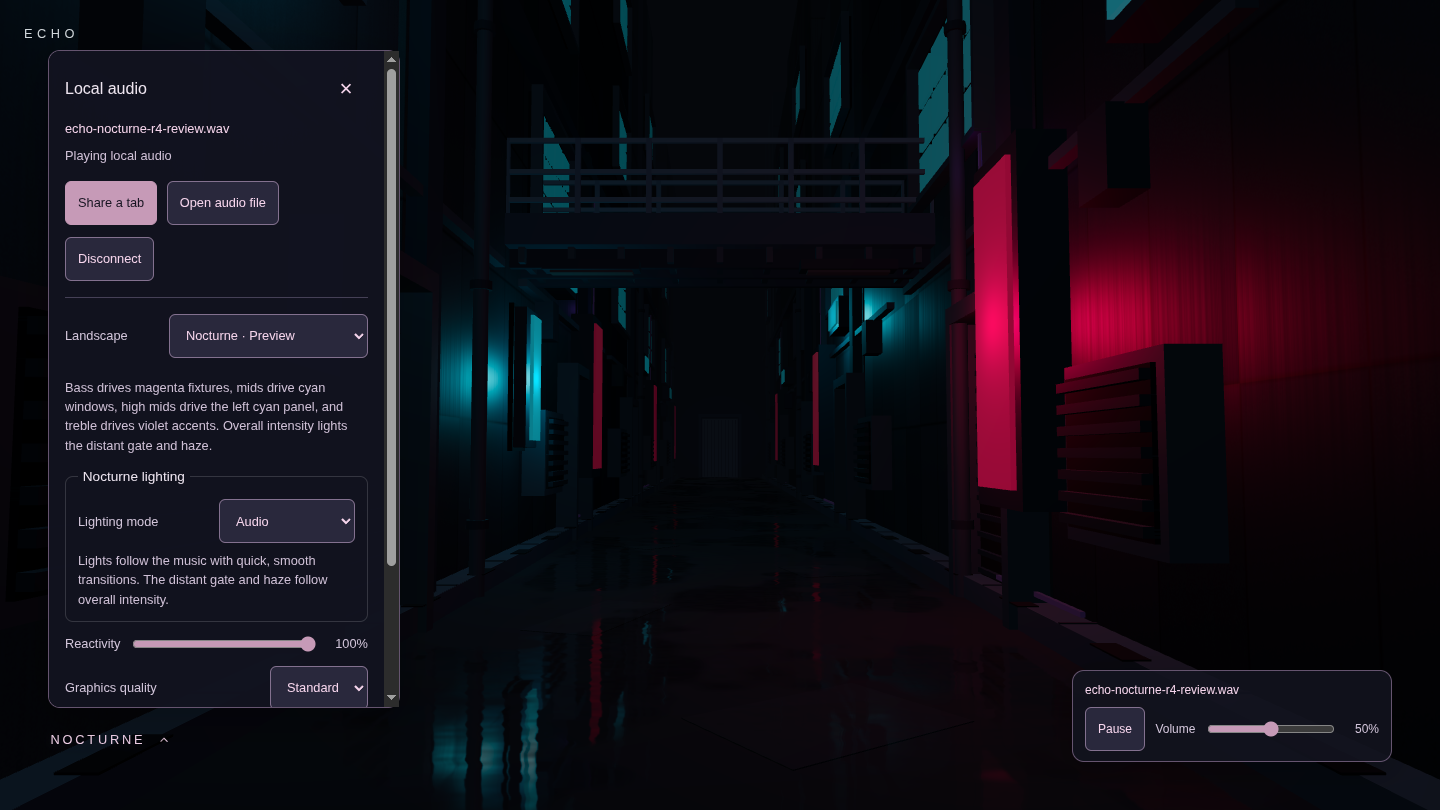 ECHO
Local audio
echo-nocturne-r4-review.wav
Playing local audio
Share a tab
Open audio file
Disconnect
Landscape
Nocturne · Preview
Bass drives magenta fixtures, mids drive cyan
windows, high mids drive the left cyan panel, and
treble drives violet accents. Overall intensity lights
the distant gate and haze.
Nocturne lighting
Lighting mode
Audio
Lights follow the music with quick, smooth
transitions. The distant gate and haze follow
overall intensity.
Reactivity
100%
Graphics quality
Standard
NOCTURNE
echo-nocturne-r4-review.wav
Pause
Volume
50%